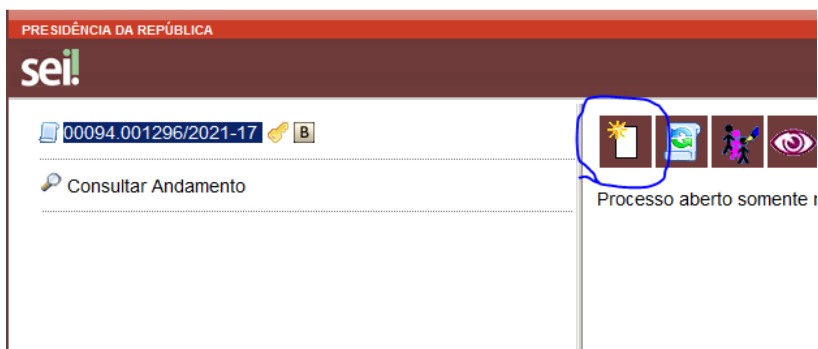 PRESIDÊNCIA DA REPÚBLICA
sei!
00094.001296/2021-17 B
Consultar Andamento
Processo aberto somente